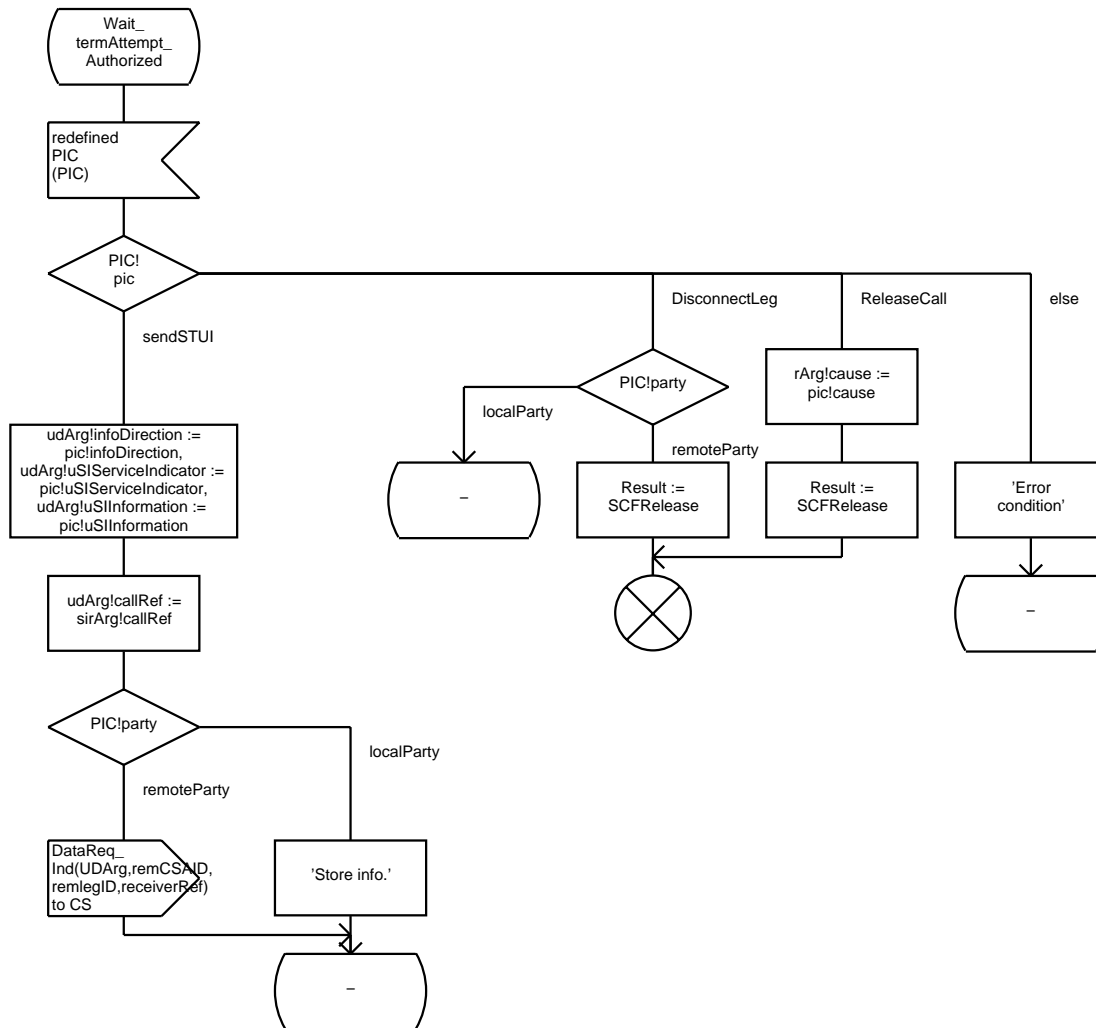 Wait_
termAttempt_
Authorized
redefined
PIC
(PIC)
PIC!
pic
sendSTUI
DisconnectLeg
ReleaseCall
else
udArg!infoDirection :=
pic!infoDirection,
udArg!uSIServiceIndicator :=
pic!uSIServiceIndicator,
udArg!uSIInformation :=
pic!uSIInformation
PIC!party
localParty
remoteParty
–
Result :=
SCFRelease
rArg!cause :=
pic!cause
Result :=
SCFRelease
'Error
condition'
–
udArg!callRef :=
sirArg!callRef
PIC!party
localParty
remoteParty
DataReq_
Ind(UDArg,remCSAID,
remlegID,receiverRef)
to CS
'Store info.'
–